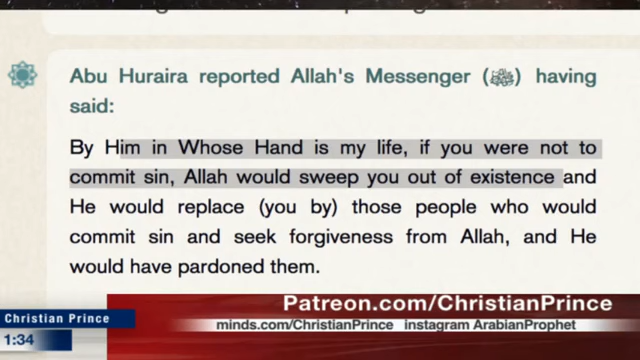 Abu Huraira reported Allah's Messenger (ﷺ) having
said:
By Him in Whose Hand is my life, if you were not to
commit sin, Allah would sweep you out of existence and
He would replace (you by) those people who would
commit sin and seek forgiveness from Allah, and He
would have pardoned them.
Patreon.com/ChristianPrince
Christian Prince
minds.com/ChristianPrince instagram ArabianProphet
1:34